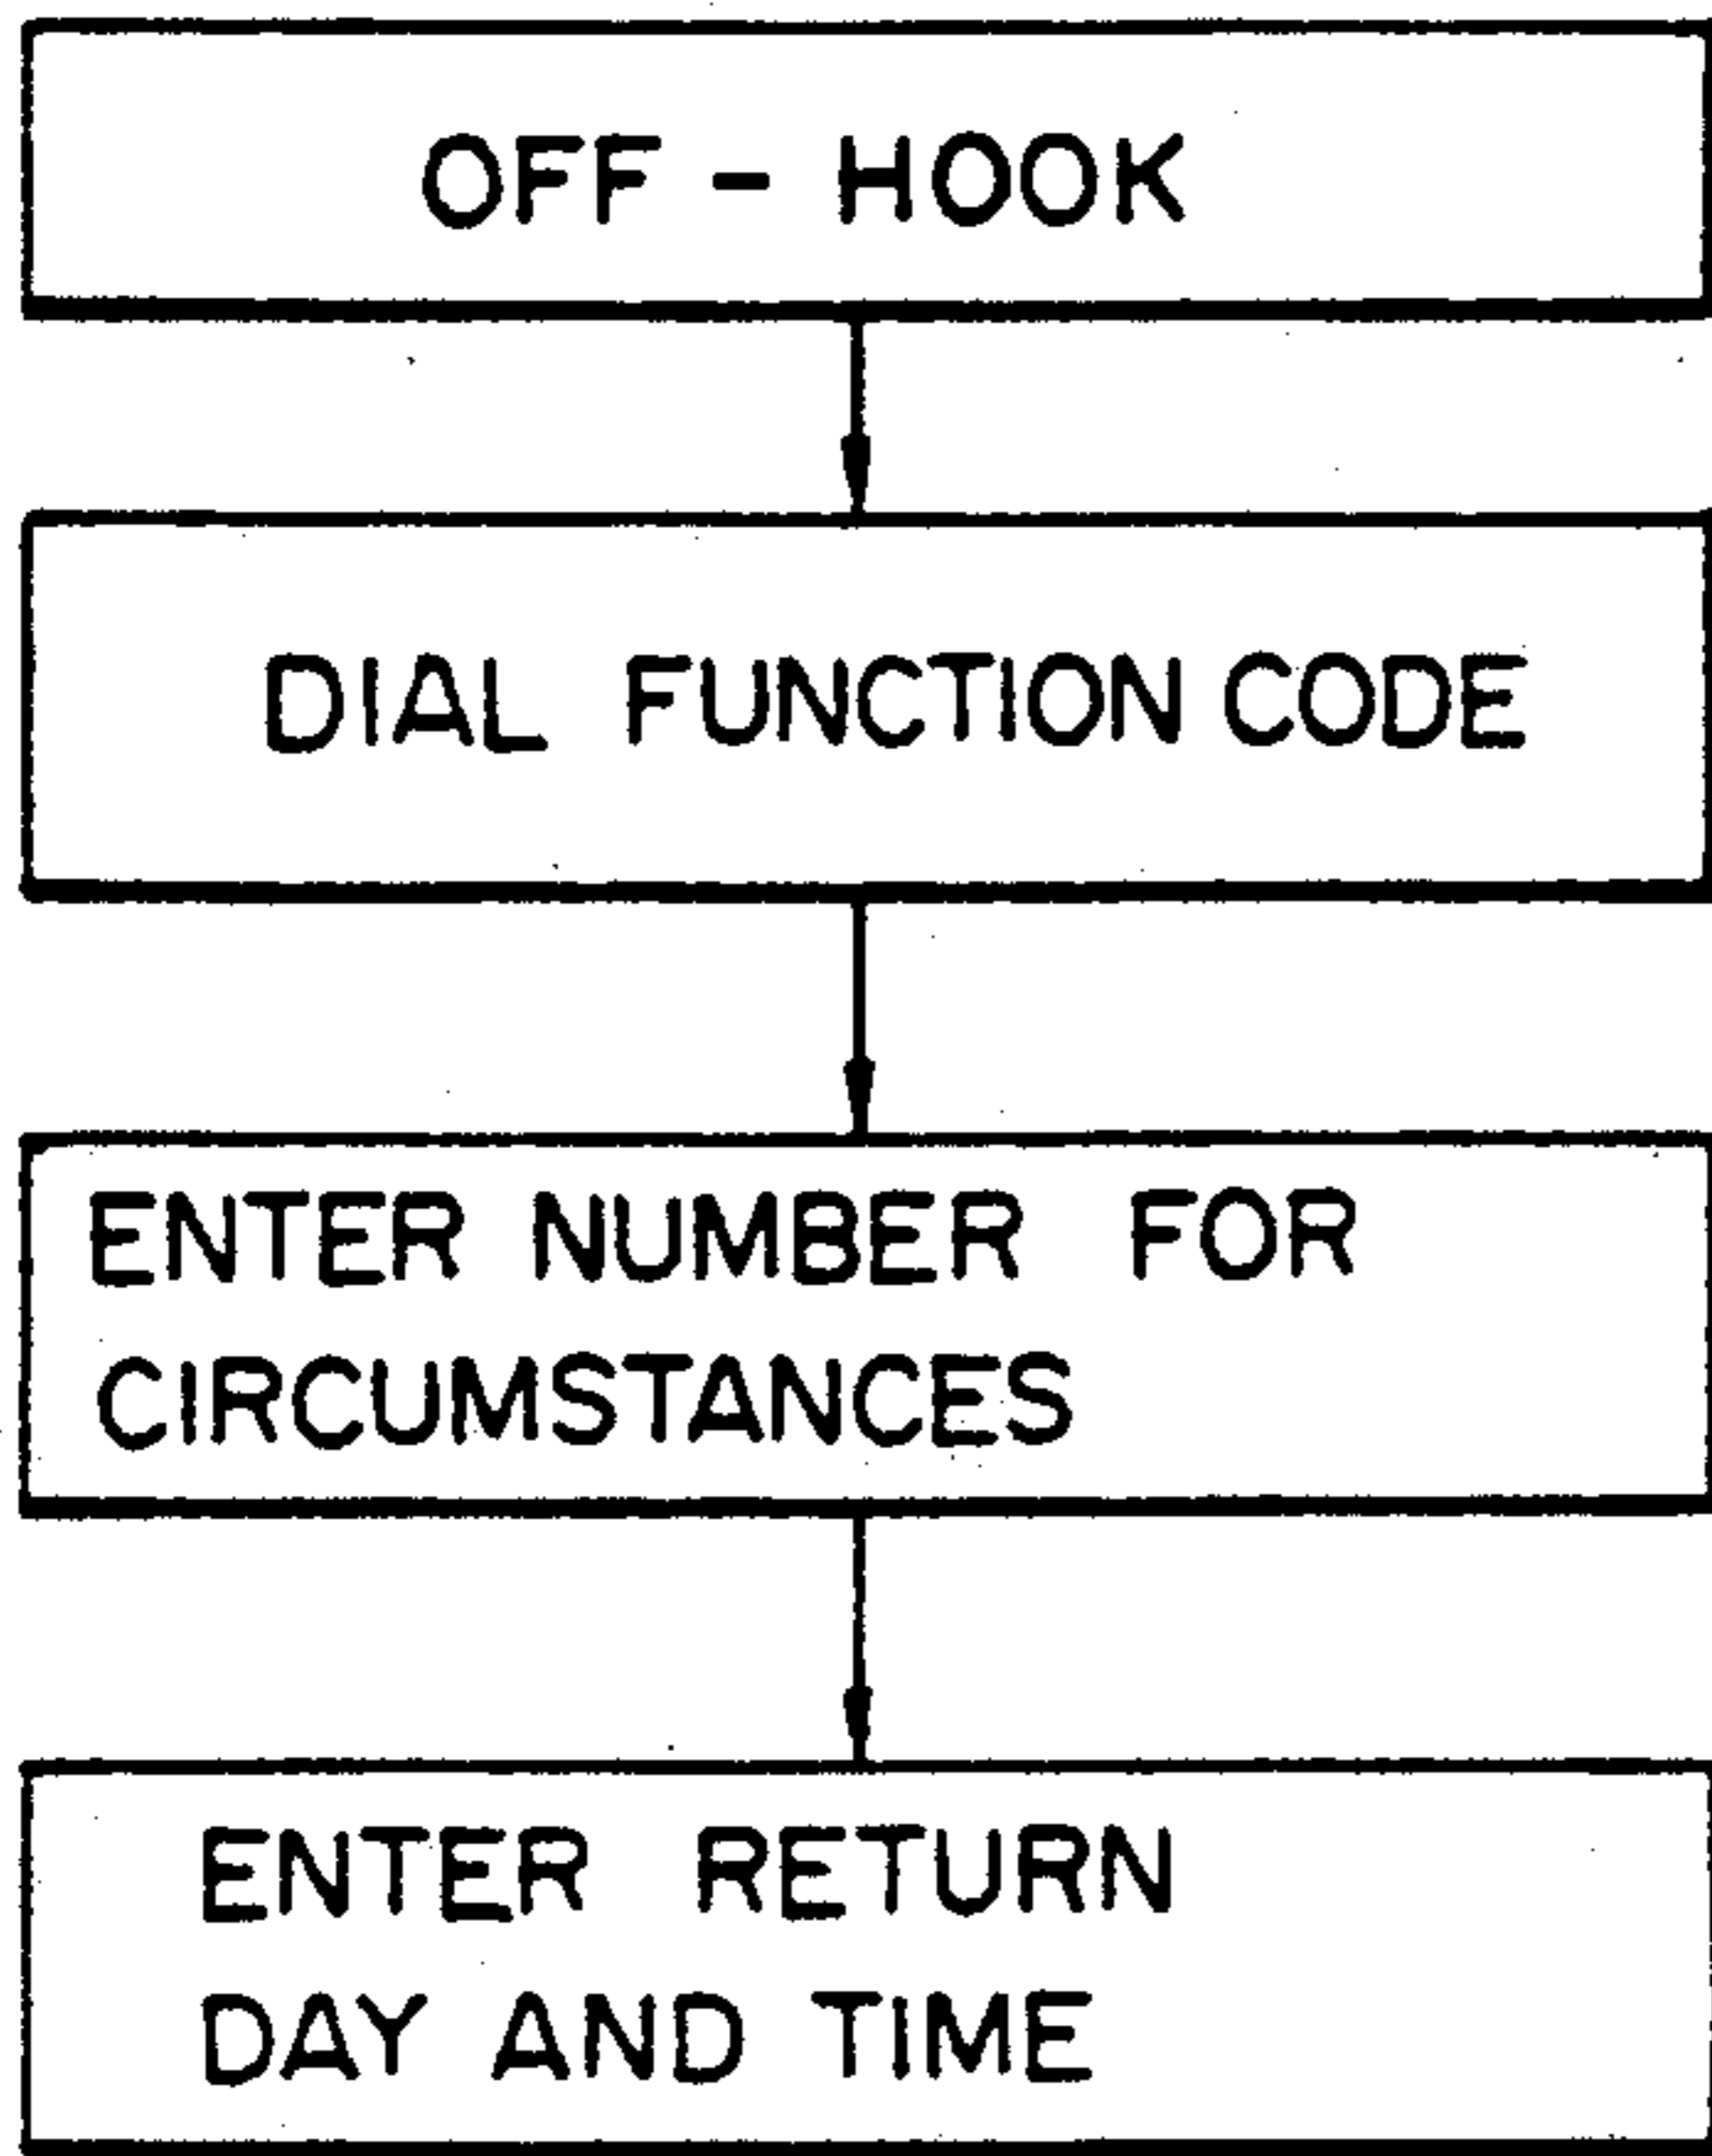 OFF - HOOK
DIAL FUNCTION CODE
ENTER NUMBER FOR
CIRCUMSTANCES
ENTER RETURN
DAY AND TIME